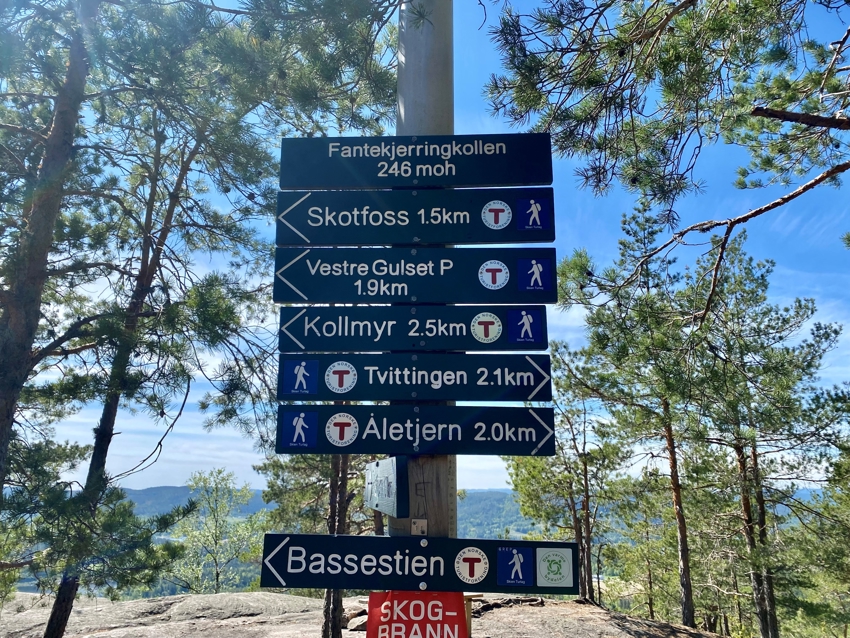 Fantekjerringkollen
246 moh
Skotfoss 1.5km
Vestre Gulset P
1.9km
Kollmyr 2.5km
Tvittingen 2.1km
Åletjern 2.0km
Bassestien
SKOG-
BRANN